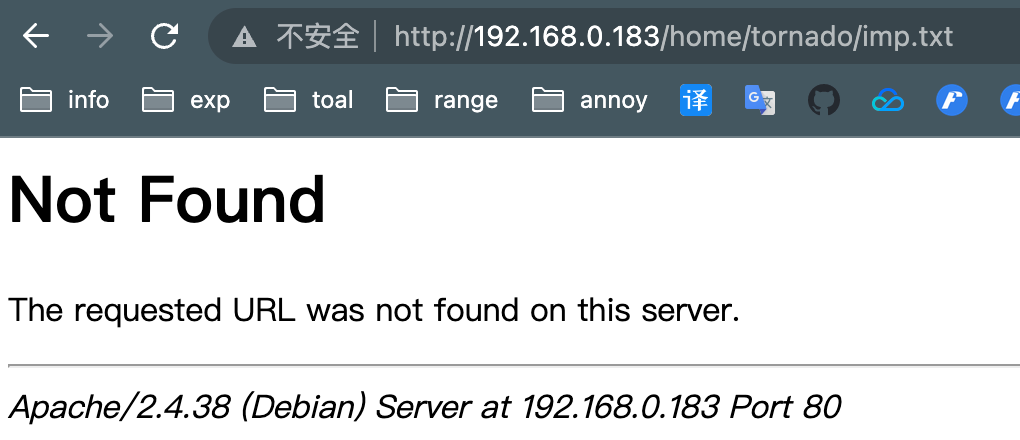 不安全 http://192.168.0.183/home/tornado/imp.txt
info exp toal range annoy 译 G 文
Not Found
The requested URL was not found on this server.
Apache/2.4.38 (Debian) Server at 192.168.0.183 Port 80